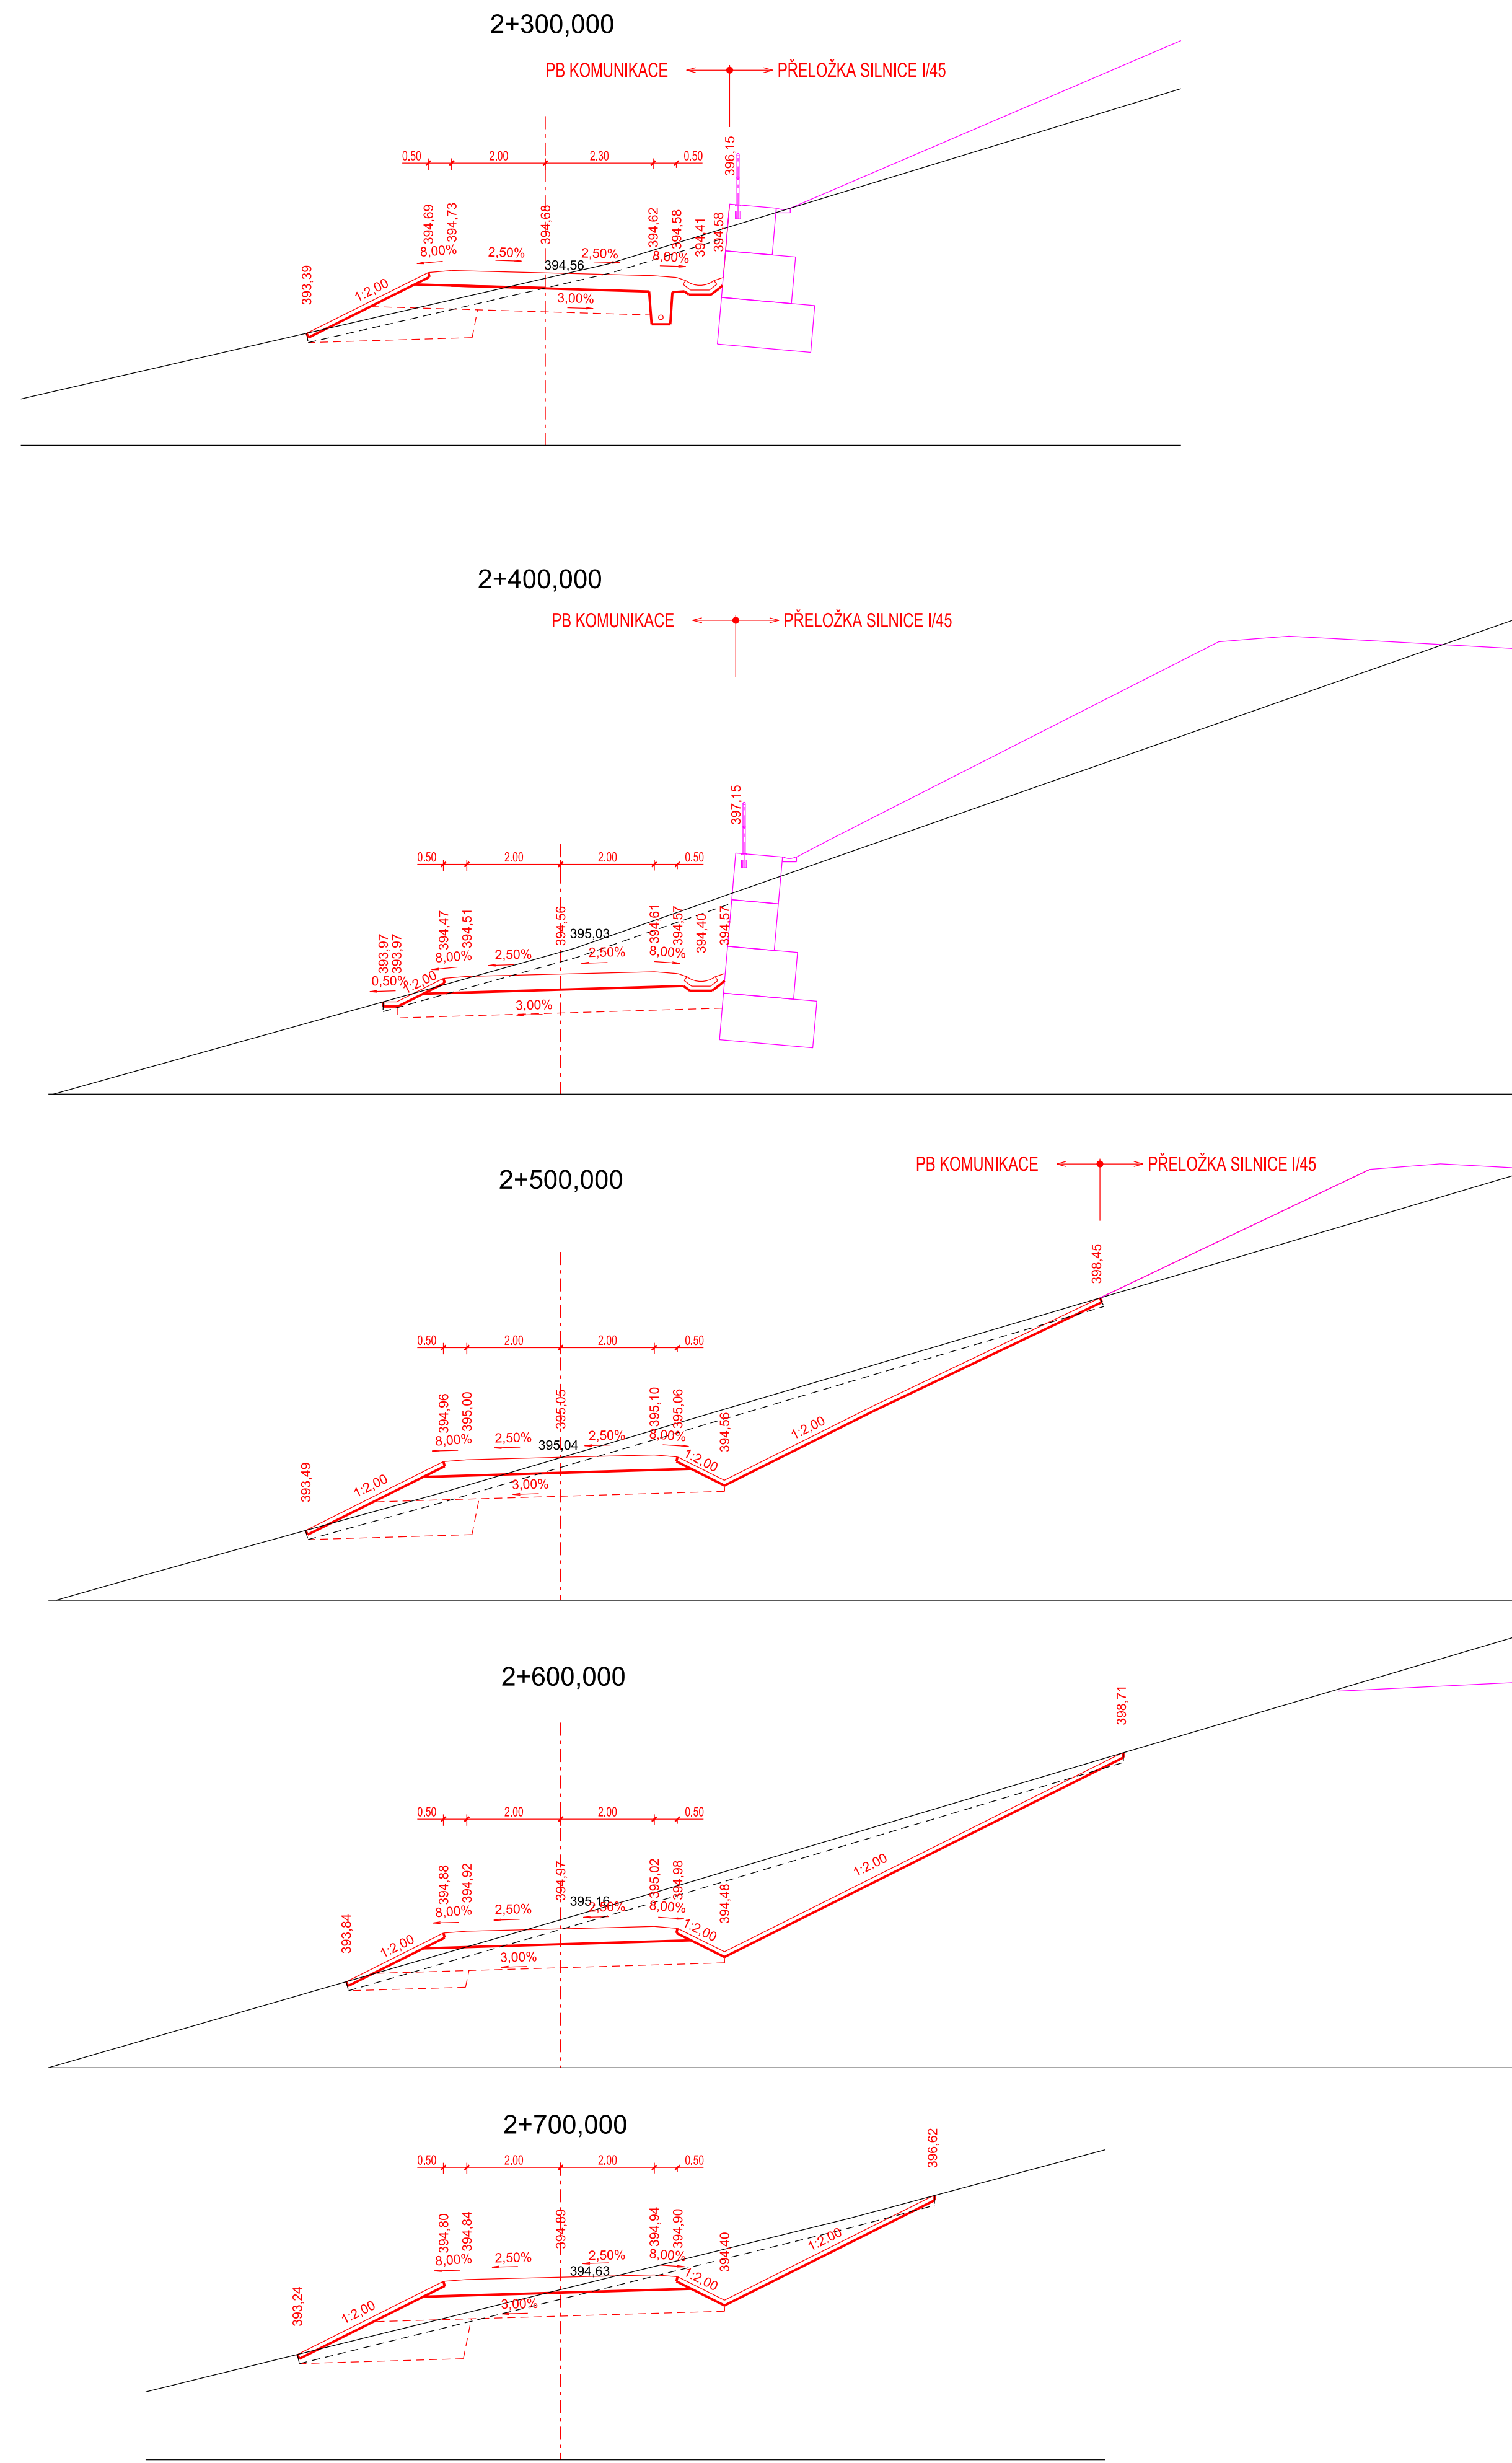 2+300,000
PB KOMUNIKACE PŘELOŽKA SILNICE I/45
396,15
0.50 2.00 2.30 0.50
394,69 394,73 394,68 394,62 394,58 394,41 394,58
8,00% 2,50% 2,50% 8,00%
394,56
393,39
1:2,00
3,00%
2+400,000
PB KOMUNIKACE PŘELOŽKA SILNICE I/45
397,15
0.50 2.00 2.00 0.50
393,97 393,97 394,47 394,51 394,56 394,61 394,57 394,40 394,57
395,03
8,00% 2,50% 2,50% 8,00%
0,50% 1:2,00
3,00%
2+500,000
PB KOMUNIKACE PŘELOŽKA SILNICE I/45
398,45
0.50 2.00 2.00 0.50
394,96 395,00 395,05 395,10 395,06 394,56
8,00% 2,50% 2,50% 8,00%
395,04
1:2,00
393,49
1:2,00
1:2,00
3,00%
2+600,000
398,71
0.50 2.00 2.00 0.50
394,88 394,92 394,97 395,02 394,98 394,48
395,16
8,00% 2,50% 2,50% 8,00%
1:2,00
393,84
1:2,00
1:2,00
3,00%
2+700,000
396,62
0.50 2.00 2.00 0.50
394,80 394,84 394,89 394,94 394,90 394,40
8,00% 2,50% 2,50% 8,00%
394,63
1:2,00
393,24
1:2,00
1:2,00
3,00%